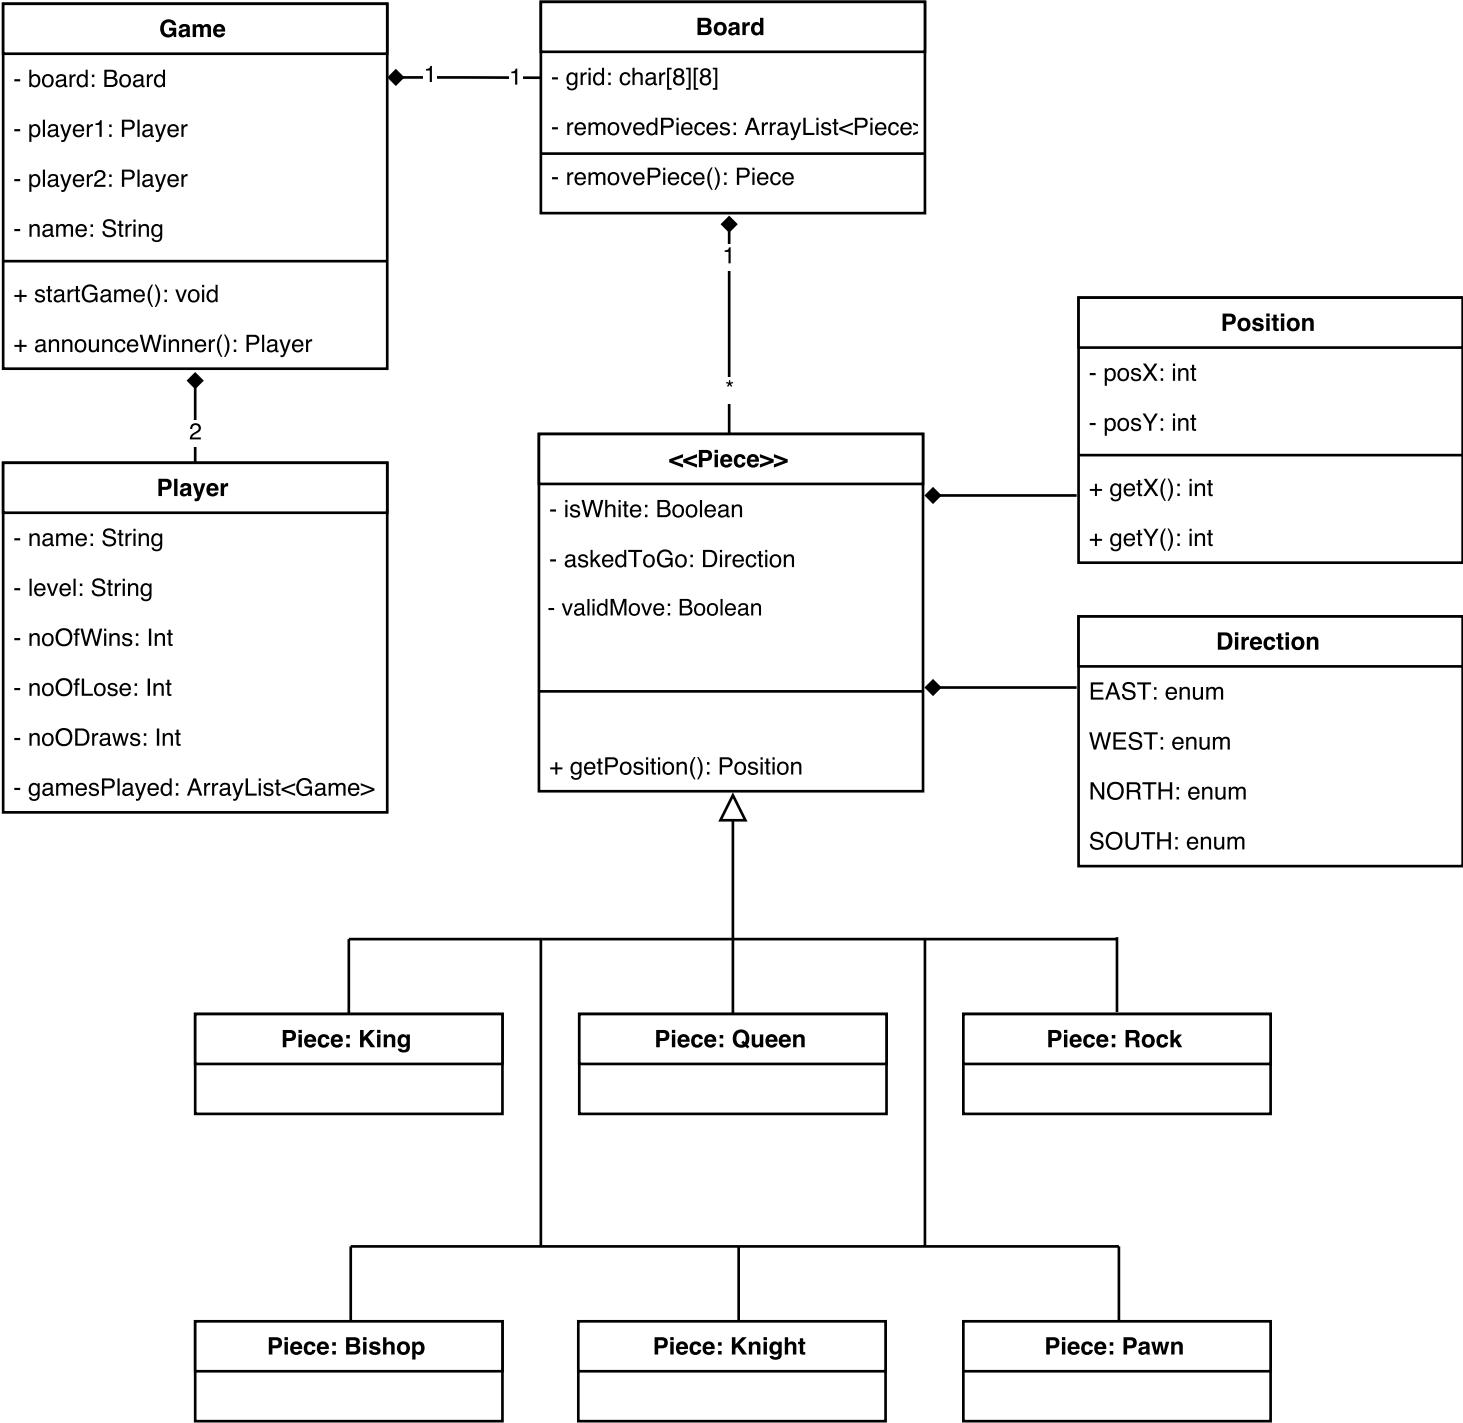 Game
- board: Board
- player1: Player
- player2: Player
- name: String
+ startGame(): void
+ announceWinner(): Player
1
1
Board
- grid: char[8][8]
- removedPieces: ArrayList<Piece>
- removePiece(): Piece
2
1
*
Player
- name: String
- level: String
- noOfWins: Int
- noOfLose: Int
- noODraws: Int
- gamesPlayed: ArrayList<Game>
<<Piece>>
- isWhite: Boolean
- askedToGo: Direction
- validMove: Boolean
+ getPosition(): Position
Position
- posX: int
- posY: int
+ getX(): int
+ getY(): int
Direction
EAST: enum
WEST: enum
NORTH: enum
SOUTH: enum
Piece: King
Piece: Queen
Piece: Rock
Piece: Bishop
Piece: Knight
Piece: Pawn